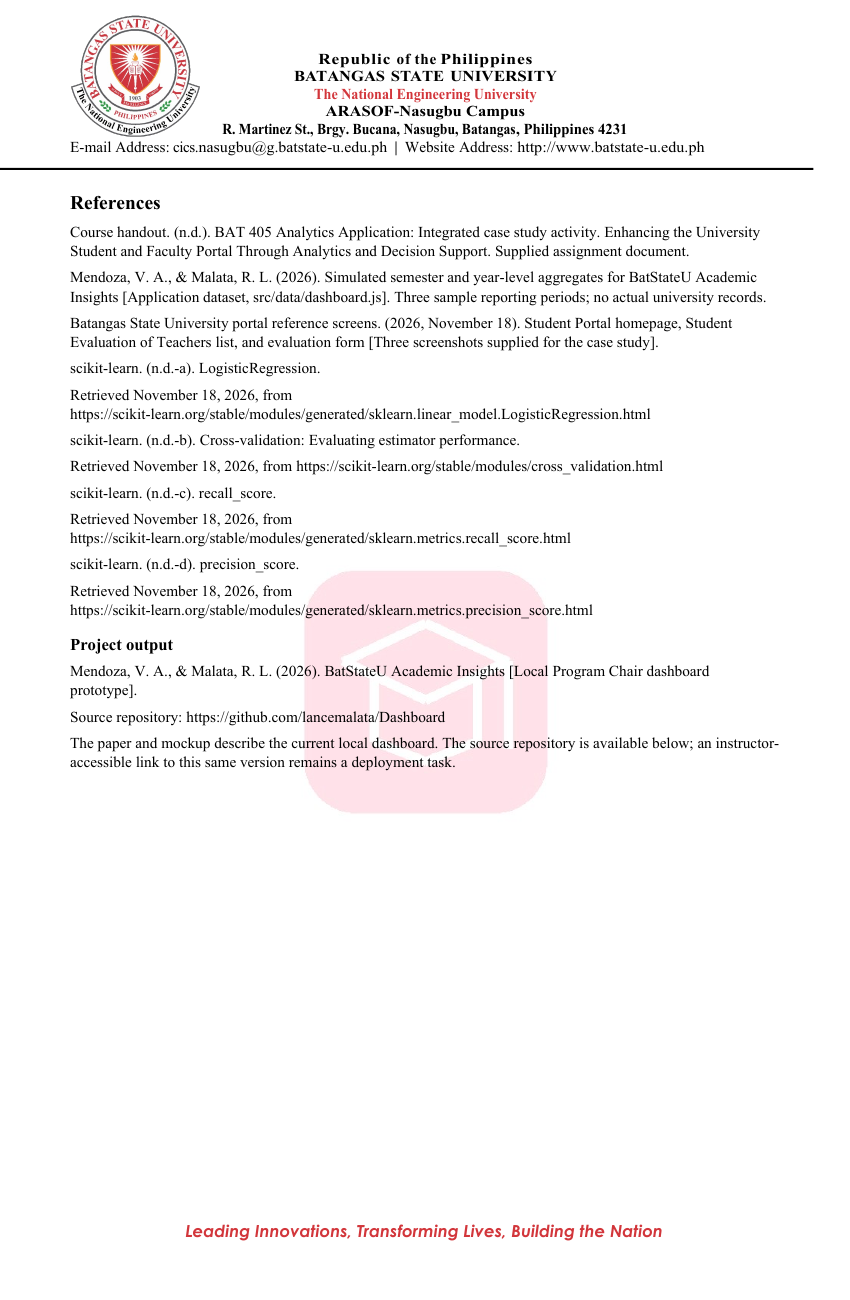 BATANGAS STATE UNIVERSITY
1903
PHILIPPINES
The National Engineering University
Republic of the Philippines
BATANGAS STATE UNIVERSITY
The National Engineering University
ARASOF-Nasugbu Campus
R. Martinez St., Brgy. Bucana, Nasugbu, Batangas, Philippines 4231
E-mail Address: cics.nasugbu@g.batstate-u.edu.ph | Website Address: http://www.batstate-u.edu.ph
References
Course handout. (n.d.). BAT 405 Analytics Application: Integrated case study activity. Enhancing the University
Student and Faculty Portal Through Analytics and Decision Support. Supplied assignment document.
Mendoza, V. A., & Malata, R. L. (2026). Simulated semester and year-level aggregates for BatStateU Academic
Insights [Application dataset, src/data/dashboard.js]. Three sample reporting periods; no actual university records.
Batangas State University portal reference screens. (2026, November 18). Student Portal homepage, Student
Evaluation of Teachers list, and evaluation form [Three screenshots supplied for the case study].
scikit-learn. (n.d.-a). LogisticRegression.
Retrieved November 18, 2026, from
https://scikit-learn.org/stable/modules/generated/sklearn.linear_model.LogisticRegression.html
scikit-learn. (n.d.-b). Cross-validation: Evaluating estimator performance.
Retrieved November 18, 2026, from https://scikit-learn.org/stable/modules/cross_validation.html
scikit-learn. (n.d.-c). recall_score.
Retrieved November 18, 2026, from
https://scikit-learn.org/stable/modules/generated/sklearn.metrics.recall_score.html
scikit-learn. (n.d.-d). precision_score.
Retrieved November 18, 2026, from
https://scikit-learn.org/stable/modules/generated/sklearn.metrics.precision_score.html
Project output
Mendoza, V. A., & Malata, R. L. (2026). BatStateU Academic Insights [Local Program Chair dashboard
prototype].
Source repository: https://github.com/lancemalata/Dashboard
The paper and mockup describe the current local dashboard. The source repository is available below; an instructor-
accessible link to this same version remains a deployment task.
Leading Innovations, Transforming Lives, Building the Nation